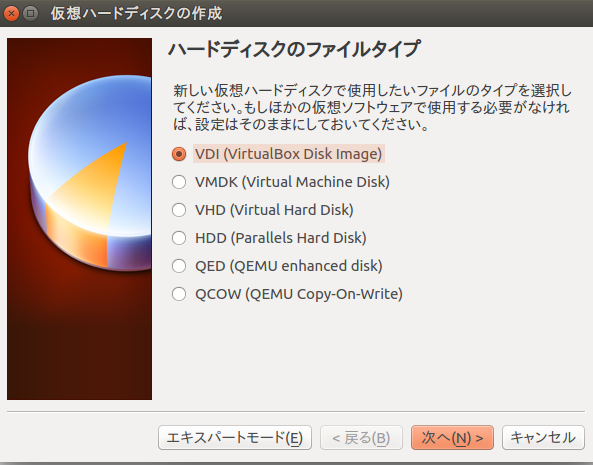 仮想ハードディスクの作成
ハードディスクのファイルタイプ
新しい仮想ハードディスクで使用したいファイルのタイプを選択し
てください。もしほかの仮想ソフトウェアで使用する必要がなけれ
ば、設定はそのままにしておいてください。
VDI (VirtualBox Disk Image)
VMDK (Virtual Machine Disk)
VHD (Virtual Hard Disk)
HDD (Parallels Hard Disk)
QED (QEMU enhanced disk)
QCOW (QEMU Copy-On-Write)
エキスパートモード(E) < 戻る(B) 次へ(N) > キャンセル